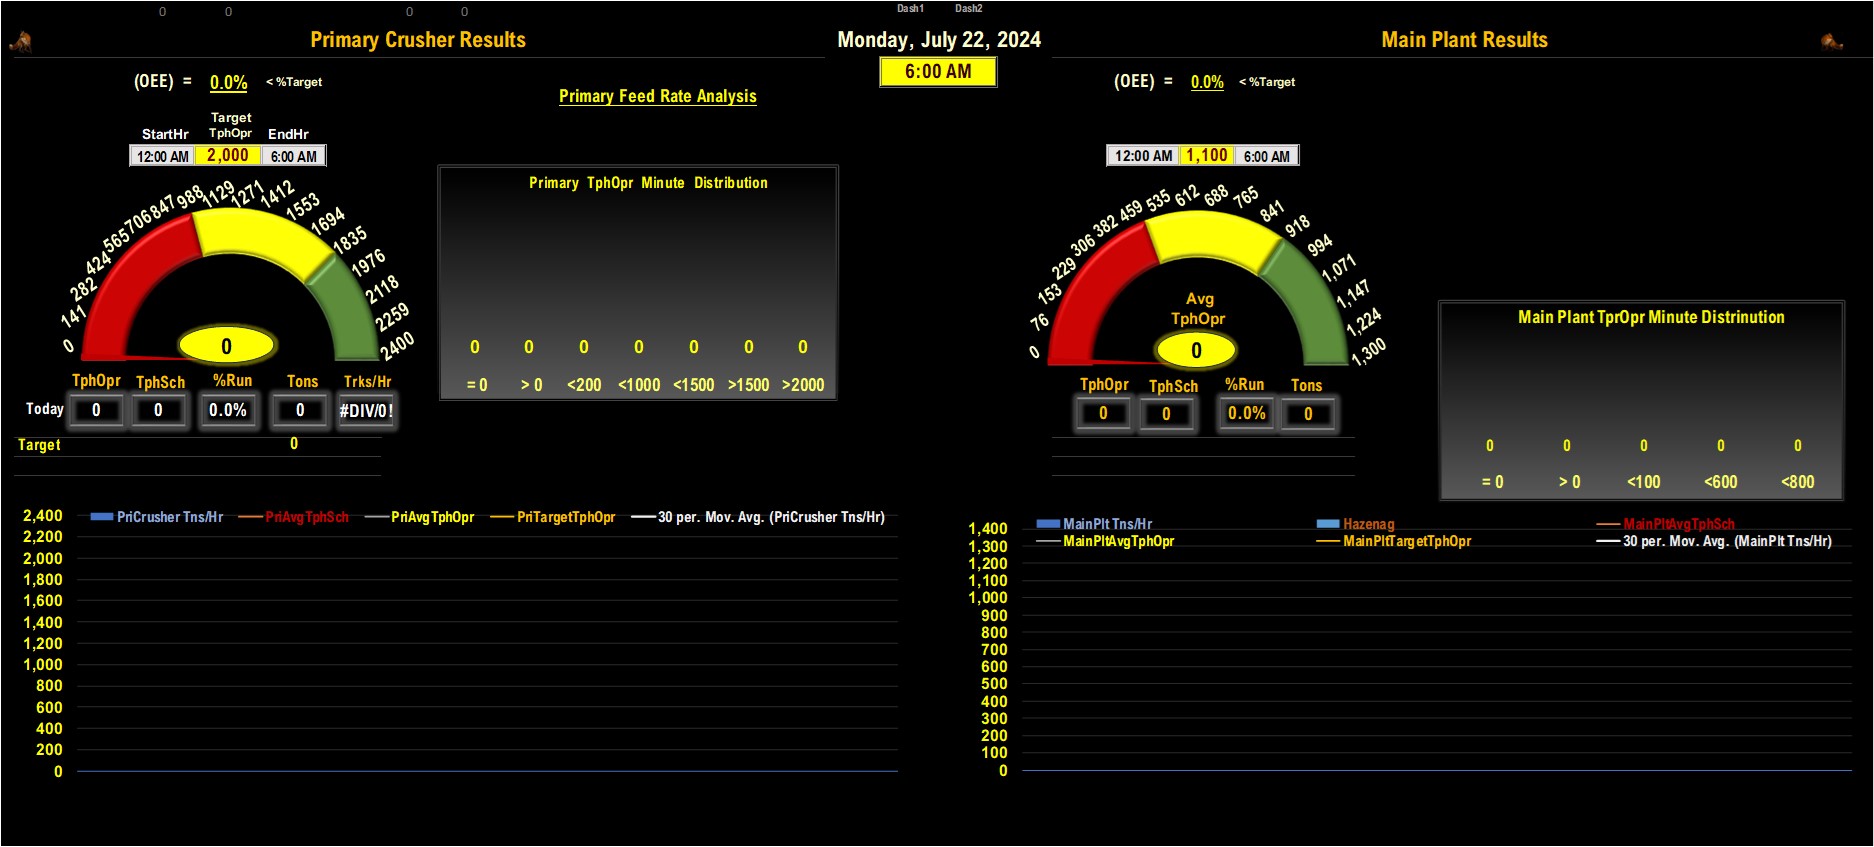 0 0 0 0 Dash1 Dash2
Primary Crusher Results Monday, July 22, 2024 Main Plant Results
6:00 AM
(OEE) = 0.0% < %Target
Primary Feed Rate Analysis
(OEE) = 0.0% < %Target
Target
StartHr TphOpr EndHr
12:00 AM 2,000 6:00 AM
12:00 AM 1,100 6:00 AM
0 141 282 424 565 706 847 988 1129 1271 1412 1553 1694 1835 1976 2118 2259 2400
0
TphOpr TphSch %Run Tons Trks/Hr
Today 0 0 0.0% 0 #DIV/0!
Target 0
Primary TphOpr Minute Distribution
0 0 0 0 0 0 0
= 0 > 0 <200 <1000 <1500 >1500 >2000
0 76 153 229 306 382 459 535 612 688 765 841 918 994 1,071 1,147 1,224 1,300
Avg
TphOpr
0
TphOpr TphSch %Run Tons
0 0 0.0% 0
Main Plant TprOpr Minute Distrinution
0 0 0 0 0
= 0 > 0 <100 <600 <800
PriCrusher Tns/Hr PriAvgTphSch PriAvgTphOpr PriTargetTphOpr 30 per. Mov. Avg. (PriCrusher Tns/Hr)
2,400
2,200
2,000
1,800
1,600
1,400
1,200
1,000
800
600
400
200
0
MainPlt Tns/Hr Hazenag MainPltAvgTphSch
MainPltAvgTphOpr MainPltTargetTphOpr 30 per. Mov. Avg. (MainPlt Tns/Hr)
1,400
1,300
1,200
1,100
1,000
900
800
700
600
500
400
300
200
100
0